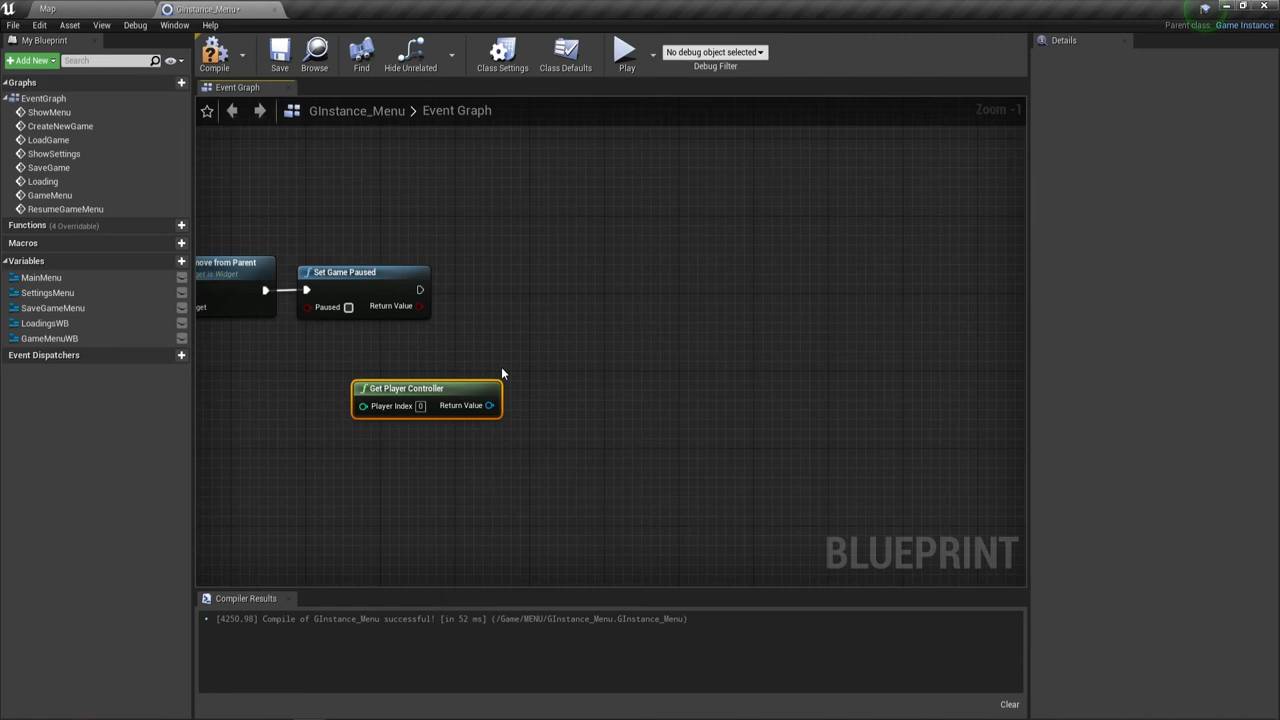 Map
GInstance_Menu*
File Edit Asset View Debug Window Help
Parent class: Game Instance
My Blueprint
+Add New Search
Compile Save Browse Find Hide Unrelated Class Settings Class Defaults Play
No debug object selected
Debug Filter
Details
Graphs
EventGraph
ShowMenu
CreateNewGame
LoadGame
ShowSettings
SaveGame
Loading
GameMenu
ResumeGameMenu
Functions (4 Overridable)
Macros
Variables
MainMenu
SettingsMenu
SaveGameMenu
LoadingsWB
GameMenuWB
Event Dispatchers
Event Graph
GInstance_Menu > Event Graph
Zoom -1
move from Parent
get is Widget
get
Set Game Paused
Paused Return Value
Get Player Controller
Player Index 0 Return Value
BLUEPRINT
Compiler Results
[4250,98] Compile of GInstance_Menu successful! [in 52 ms] (/Game/MENU/GInstance_Menu.GInstance_Menu)
Clear